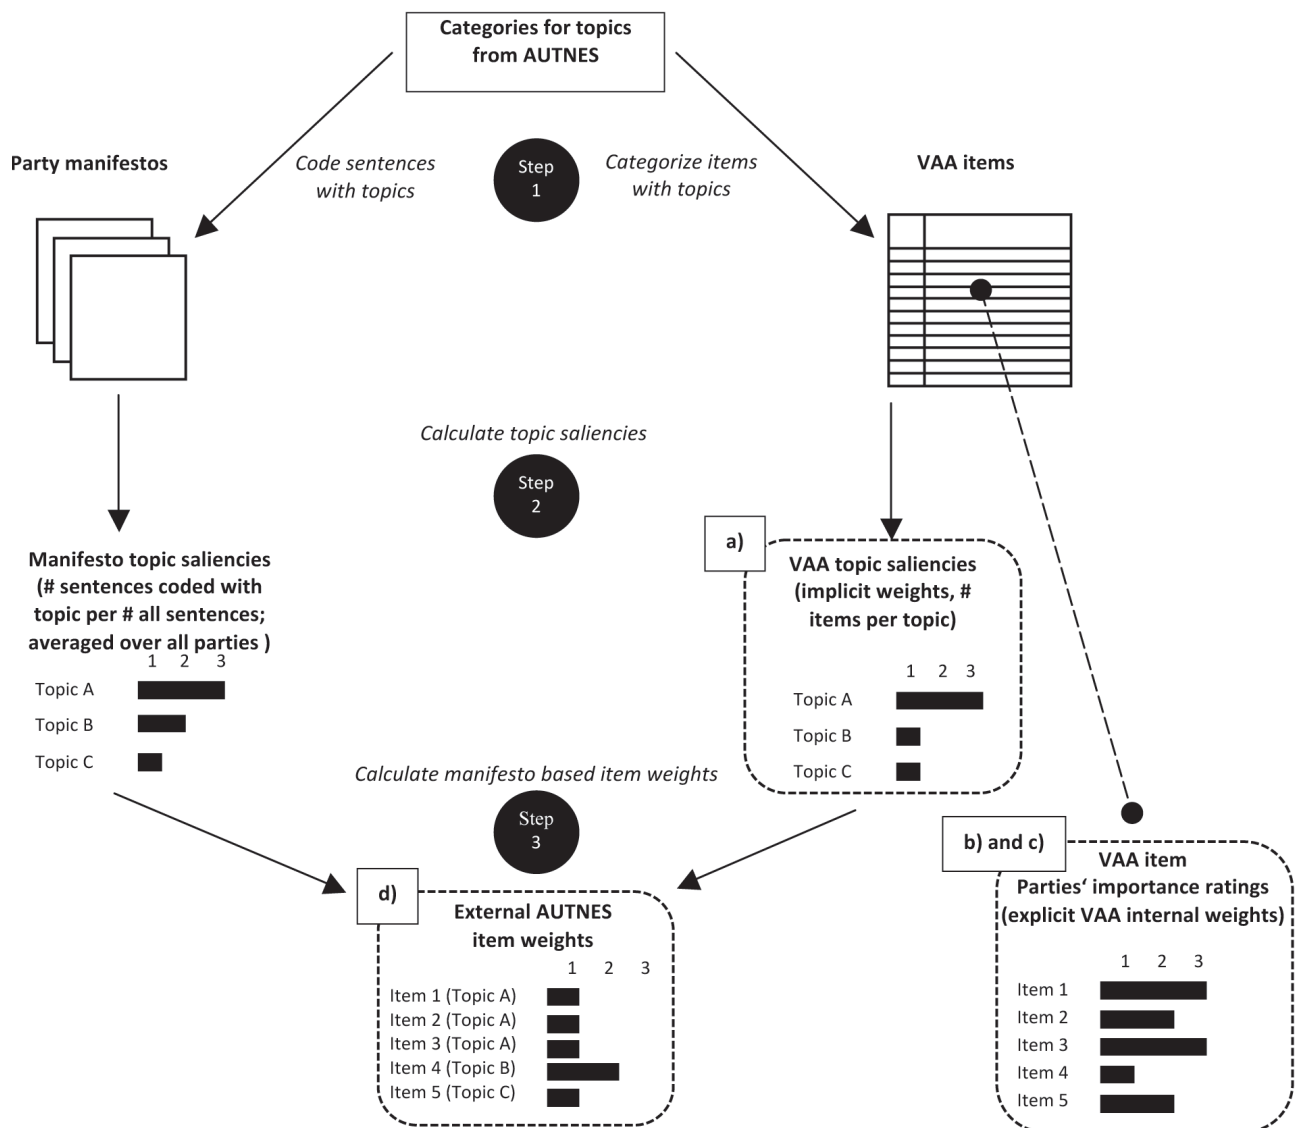 Categories for topics
from AUTNES
Party manifestos
Code sentences
with topics
Step
1
Categorize items
with topics
VAA items
Calculate topic saliencies
Step
2
Manifesto topic saliencies
(# sentences coded with
topic per # all sentences;
averaged over all parties )
1 2 3
Topic A
Topic B
Topic C
a)
VAA topic saliencies
(implicit weights, #
items per topic)
1 2 3
Topic A
Topic B
Topic C
Calculate manifesto based item weights
Step
3
d)
External AUTNES
item weights
1 2 3
Item 1 (Topic A)
Item 2 (Topic A)
Item 3 (Topic A)
Item 4 (Topic B)
Item 5 (Topic C)
b) and c)
VAA item
Parties‘ importance ratings
(explicit VAA internal weights)
1 2 3
Item 1
Item 2
Item 3
Item 4
Item 5